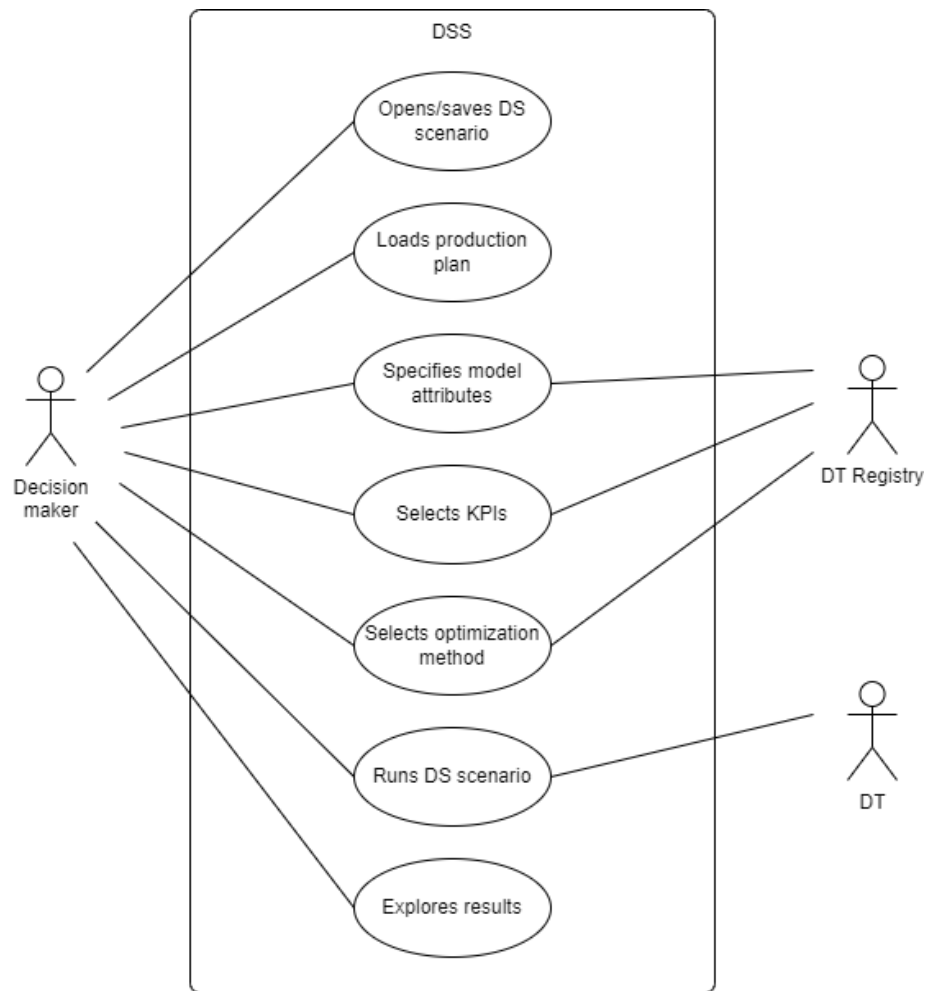 DSS
Opens/saves DS
scenario
Loads production
plan
Specifies model
attributes
Selects KPIs
Selects optimization
method
Runs DS scenario
Explores results
Decision
maker
DT Registry
DT